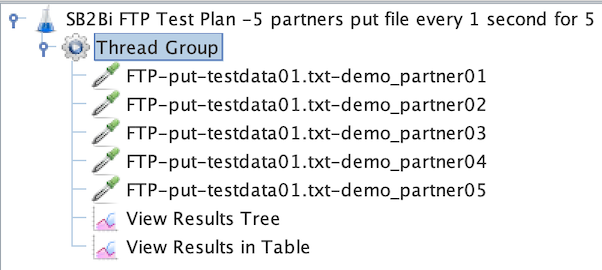 SB2Bi FTP Test Plan -5 partners put file every 1 second for 5
Thread Group
FTP-put-testdata01.txt-demo_partner01
FTP-put-testdata01.txt-demo_partner02
FTP-put-testdata01.txt-demo_partner03
FTP-put-testdata01.txt-demo_partner04
FTP-put-testdata01.txt-demo_partner05
View Results Tree
View Results in Table